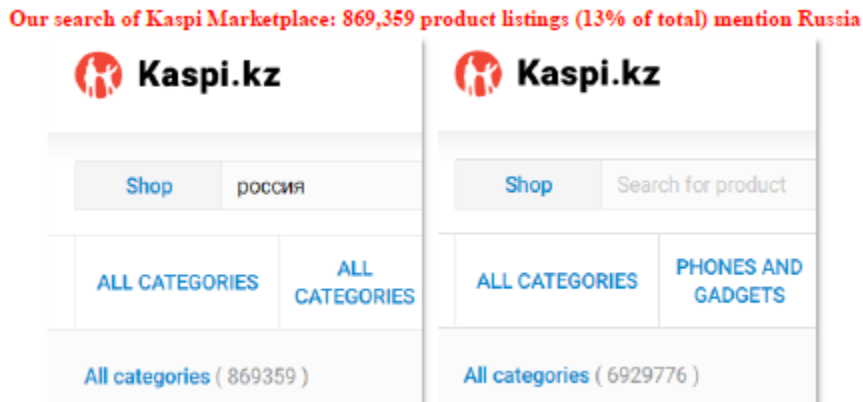 Our search of Kaspi Marketplace: 869,359 product listings (13% of total) mention Russia
Kaspi.kz
Shop россия
ALL CATEGORIES
ALL
CATEGORIES
All categories ( 869359 )
Kaspi.kz
Shop Search for product
ALL CATEGORIES
PHONES AND
GADGETS
All categories ( 6929776 )